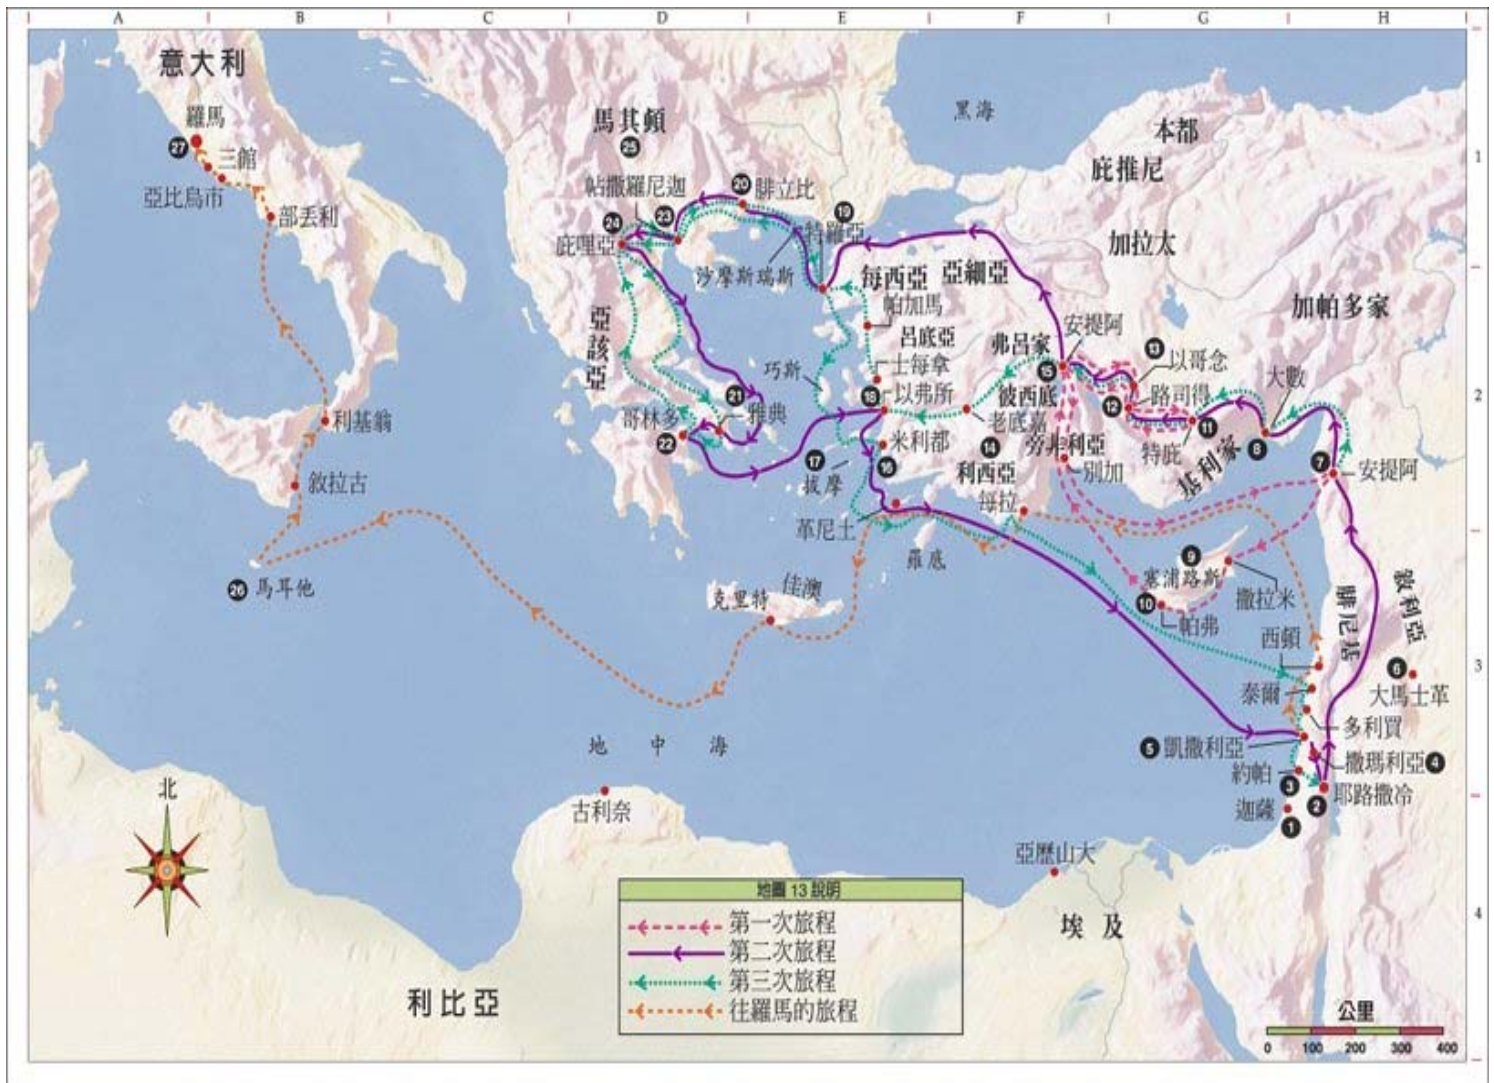 A B C D E F G H
意大利
羅馬
27
三館
亞比烏市
部丟利
馬其頓
25
帖撒羅尼迦
20
腓立比
24
23
庇哩亞
19
特羅亞
沙摩斯瑞斯
黑海
本都
庇推尼
1
加拉太
每西亞
亞細亞
帕加馬
加帕多家
亞該亞
呂底亞
弗呂家
安提阿
13
以哥念
士每拿
15
巧斯
大數
2
21
18
以弗所
彼西底
12
路司得
哥林多
雅典
老底嘉
22
米利都
14
旁非利亞
特庇
11
8
利基翁
17
16
利西亞
別加
基利家
7
安提阿
拔摩
敘拉古
每拉
革尼土
羅底
9
塞浦路斯
撒拉米
26
馬耳他
佳澳
克里特
10
帕弗
腓尼基
敘利亞
西頓
3
6
大馬士革
泰爾
多利買
地中海
5
凱撒利亞
撒瑪利亞
4
約帕
3
2
耶路撒冷
北
古利奈
迦薩
1
亞歷山大
埃及
4
利比亞
地圖 13 說明
第一次旅程
第二次旅程
第三次旅程
往羅馬的旅程
公里
0 100 200 300 400